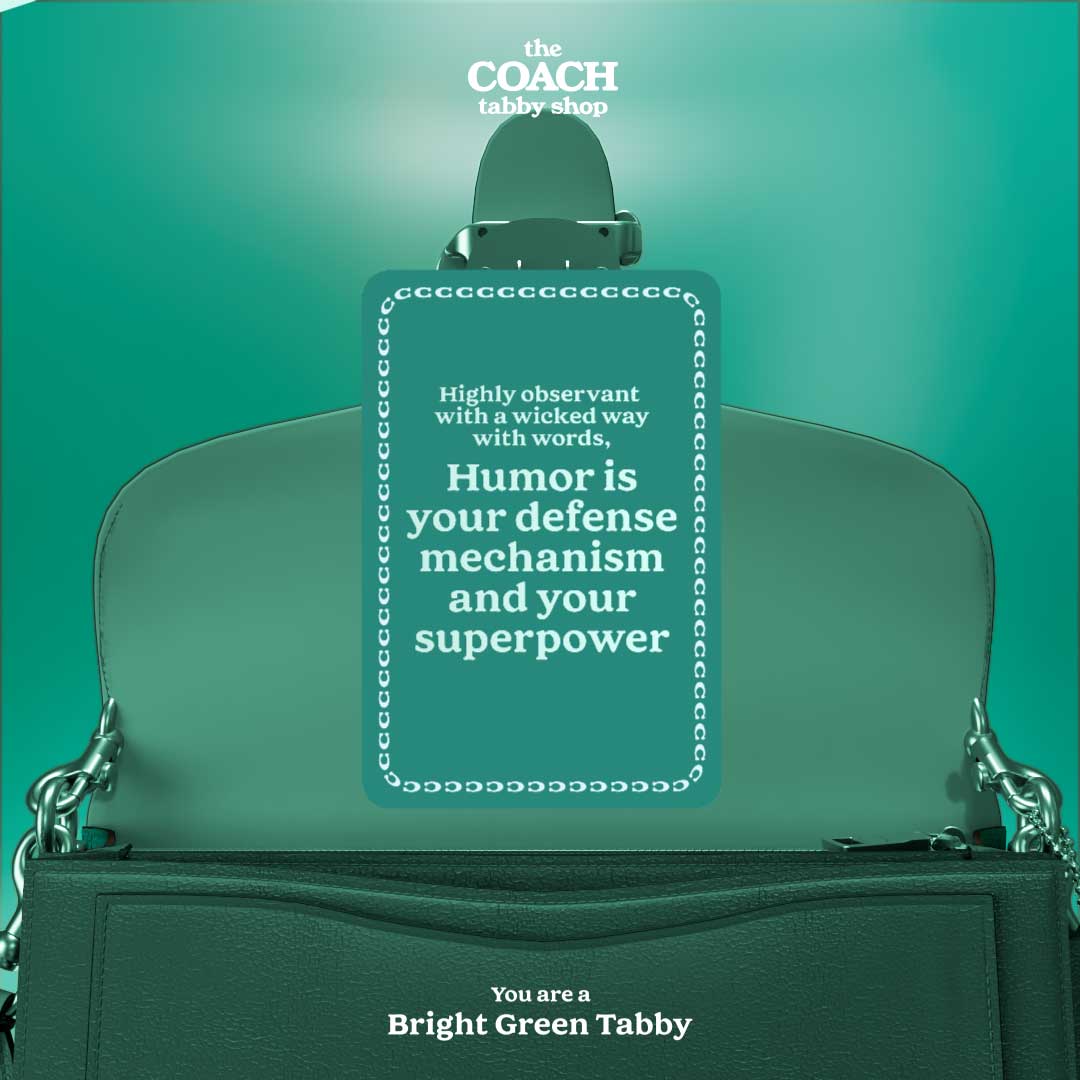 the
COACH
tabby shop
Highly observant
with a wicked way
with words,
Humor is
your defense
mechanism
and your
superpower
You are a
Bright Green Tabby